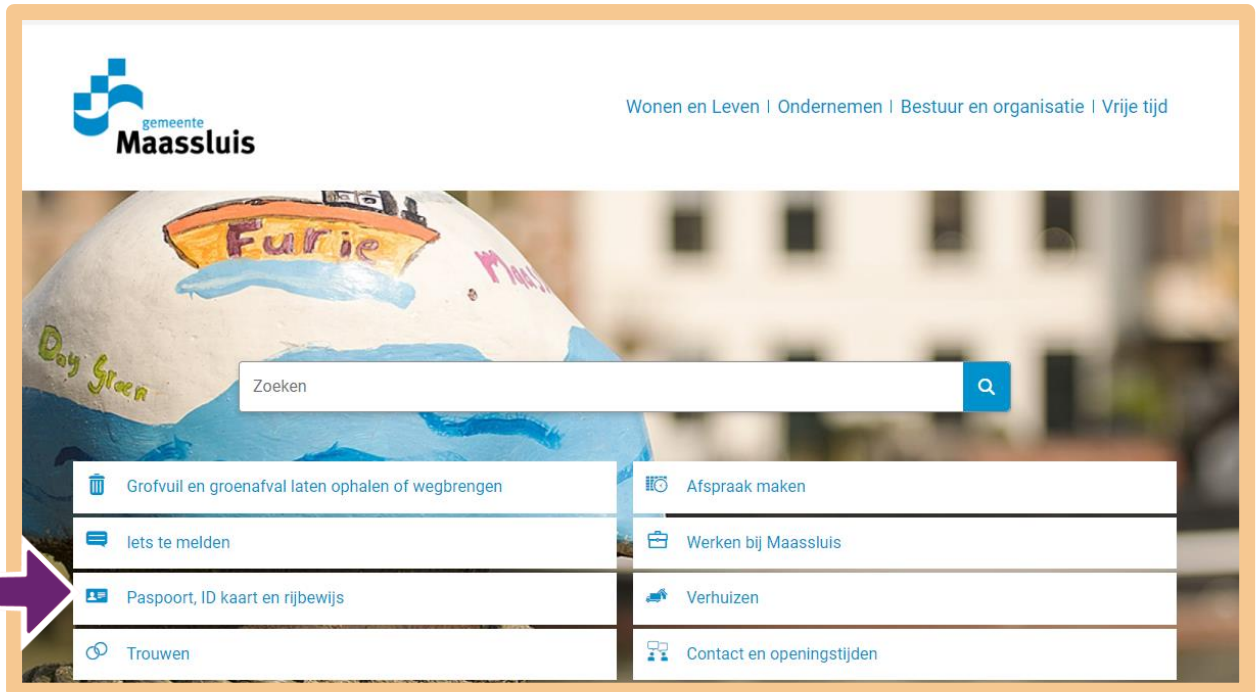 gemeente
Maassluis
Wonen en Leven | Ondernemen | Bestuur en organisatie | Vrije tijd
Furie
Day Groen
Zoeken
Grofvuil en groenafval laten ophalen of wegbrengen
Afspraak maken
Iets te melden
Werken bij Maassluis
Paspoort, ID kaart en rijbewijs
Verhuizen
Trouwen
Contact en openingstijden